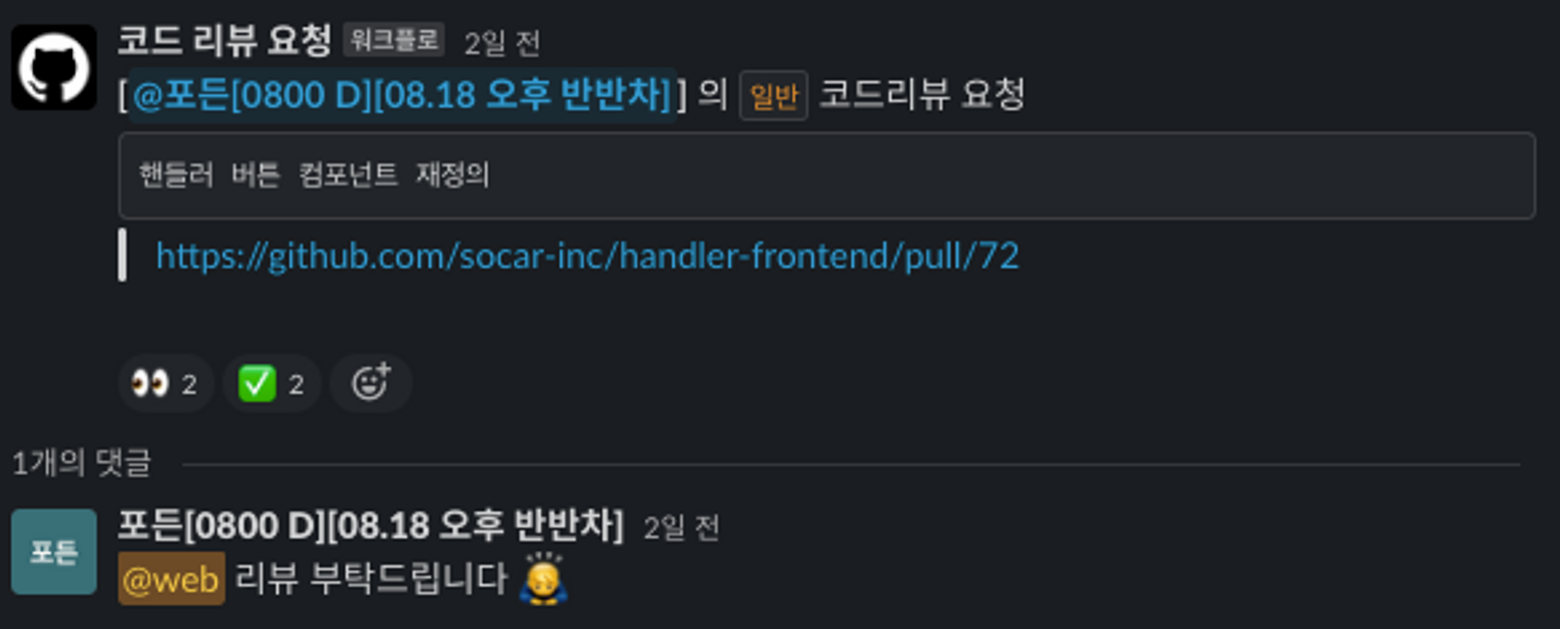 코드 리뷰 요청 워크플로 2일 전
[@포든[0800 D][08.18 오후 반반차]] 의 일반 코드리뷰 요청
핸들러 버튼 컴포넌트 재정의
https://github.com/socar-inc/handler-frontend/pull/72
2 2
1개의 댓글
포든
포든[0800 D][08.18 오후 반반차] 2일 전
@web 리뷰 부탁드립니다